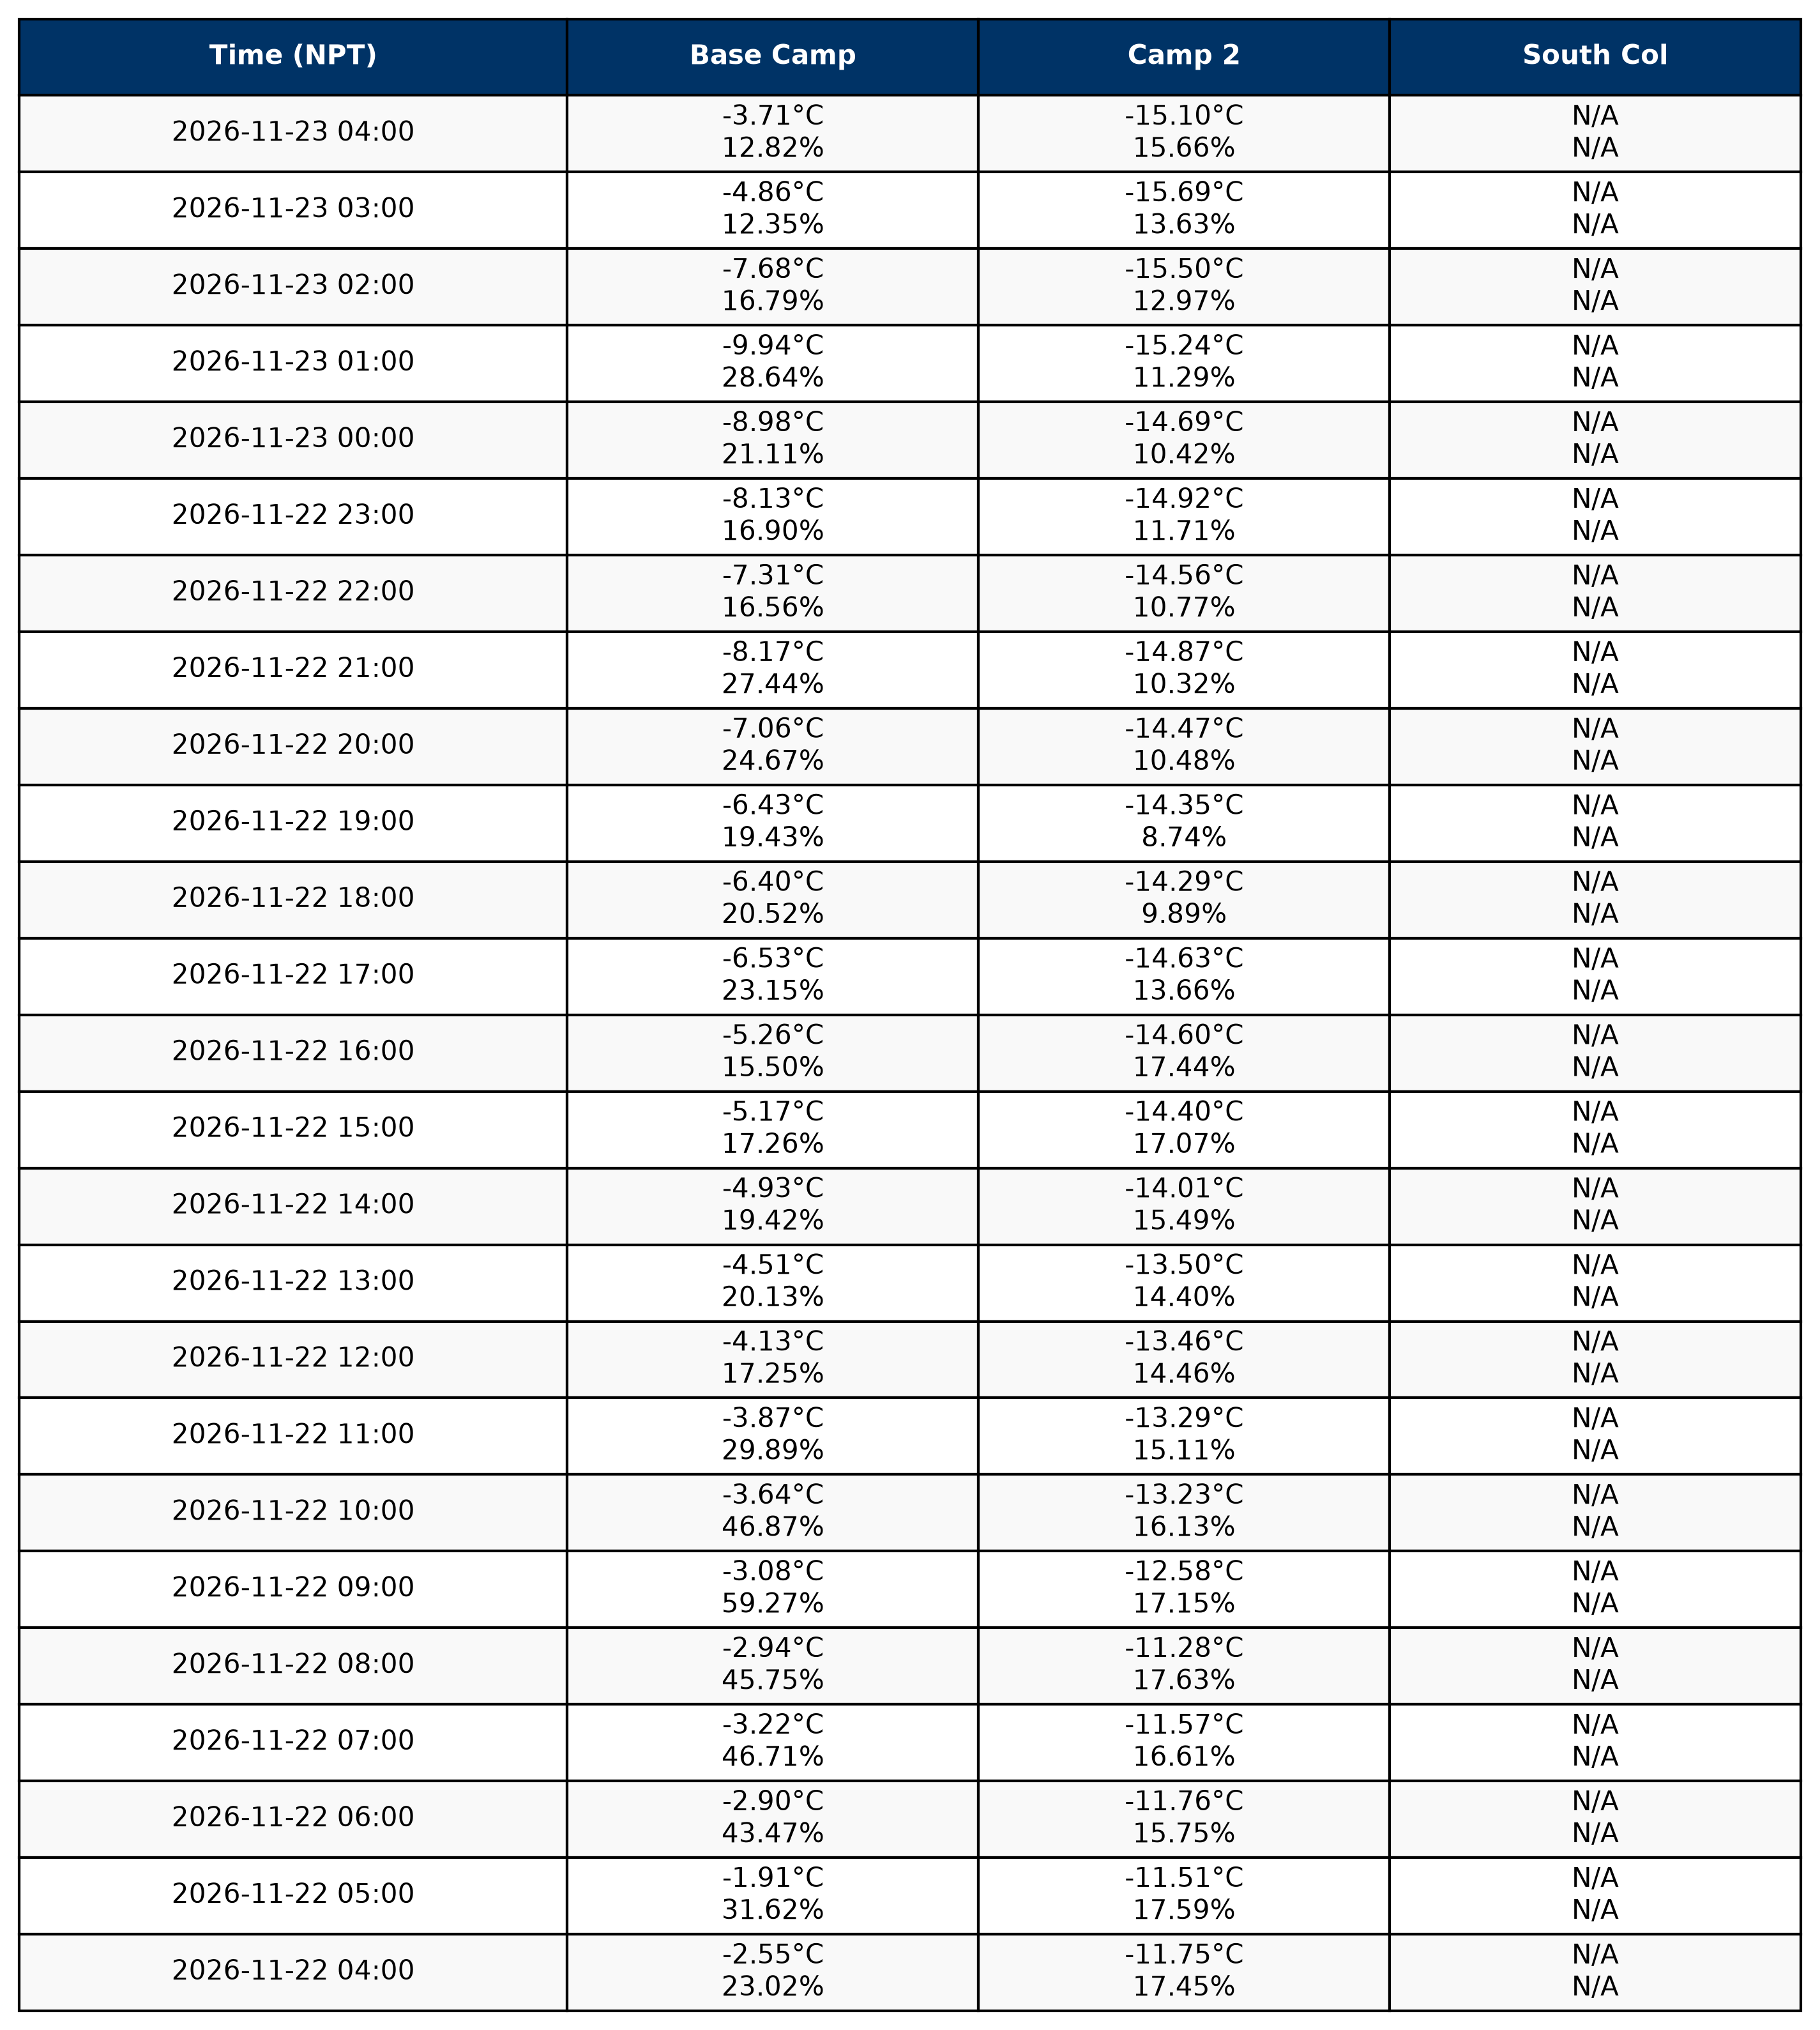 Time (NPT) Base Camp Camp 2 South Col
2026-11-23 04:00 -3.71°C -15.10°C N/A
12.82% 15.66% N/A
2026-11-23 03:00 -4.86°C -15.69°C N/A
12.35% 13.63% N/A
2026-11-23 02:00 -7.68°C -15.50°C N/A
16.79% 12.97% N/A
2026-11-23 01:00 -9.94°C -15.24°C N/A
28.64% 11.29% N/A
2026-11-23 00:00 -8.98°C -14.69°C N/A
21.11% 10.42% N/A
2026-11-22 23:00 -8.13°C -14.92°C N/A
16.90% 11.71% N/A
2026-11-22 22:00 -7.31°C -14.56°C N/A
16.56% 10.77% N/A
2026-11-22 21:00 -8.17°C -14.87°C N/A
27.44% 10.32% N/A
2026-11-22 20:00 -7.06°C -14.47°C N/A
24.67% 10.48% N/A
2026-11-22 19:00 -6.43°C -14.35°C N/A
19.43% 8.74% N/A
2026-11-22 18:00 -6.40°C -14.29°C N/A
20.52% 9.89% N/A
2026-11-22 17:00 -6.53°C -14.63°C N/A
23.15% 13.66% N/A
2026-11-22 16:00 -5.26°C -14.60°C N/A
15.50% 17.44% N/A
2026-11-22 15:00 -5.17°C -14.40°C N/A
17.26% 17.07% N/A
2026-11-22 14:00 -4.93°C -14.01°C N/A
19.42% 15.49% N/A
2026-11-22 13:00 -4.51°C -13.50°C N/A
20.13% 14.40% N/A
2026-11-22 12:00 -4.13°C -13.46°C N/A
17.25% 14.46% N/A
2026-11-22 11:00 -3.87°C -13.29°C N/A
29.89% 15.11% N/A
2026-11-22 10:00 -3.64°C -13.23°C N/A
46.87% 16.13% N/A
2026-11-22 09:00 -3.08°C -12.58°C N/A
59.27% 17.15% N/A
2026-11-22 08:00 -2.94°C -11.28°C N/A
45.75% 17.63% N/A
2026-11-22 07:00 -3.22°C -11.57°C N/A
46.71% 16.61% N/A
2026-11-22 06:00 -2.90°C -11.76°C N/A
43.47% 15.75% N/A
2026-11-22 05:00 -1.91°C -11.51°C N/A
31.62% 17.59% N/A
2026-11-22 04:00 -2.55°C -11.75°C N/A
23.02% 17.45% N/A